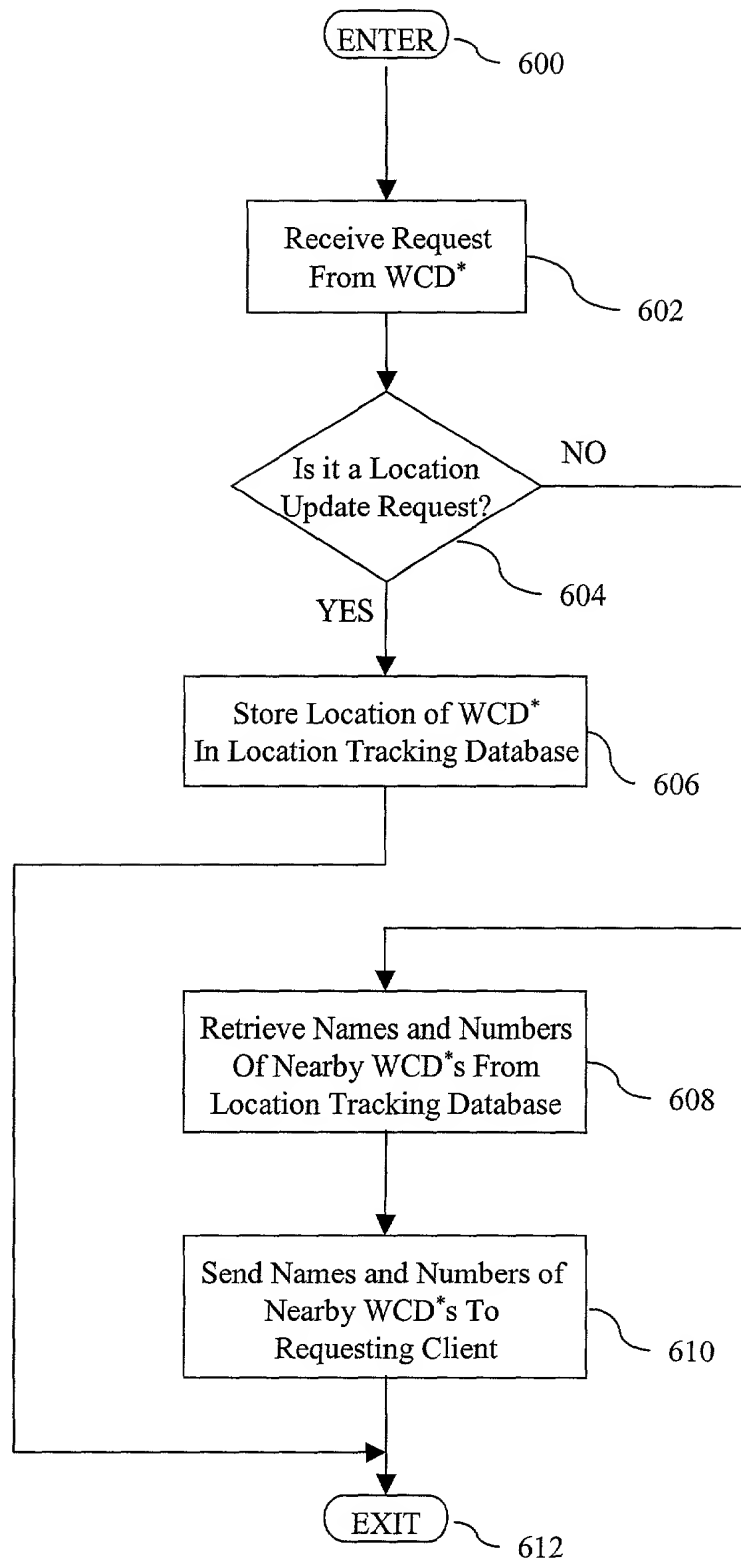 ENTER
600
Receive Request
From WCD*
602
Is it a Location
Update Request?
NO
604
YES
Store Location of WCD*
In Location Tracking Database
606
Retrieve Names and Numbers
Of Nearby WCD*s From
Location Tracking Database
608
Send Names and Numbers of
Nearby WCD*s To
Requesting Client
610
EXIT
612